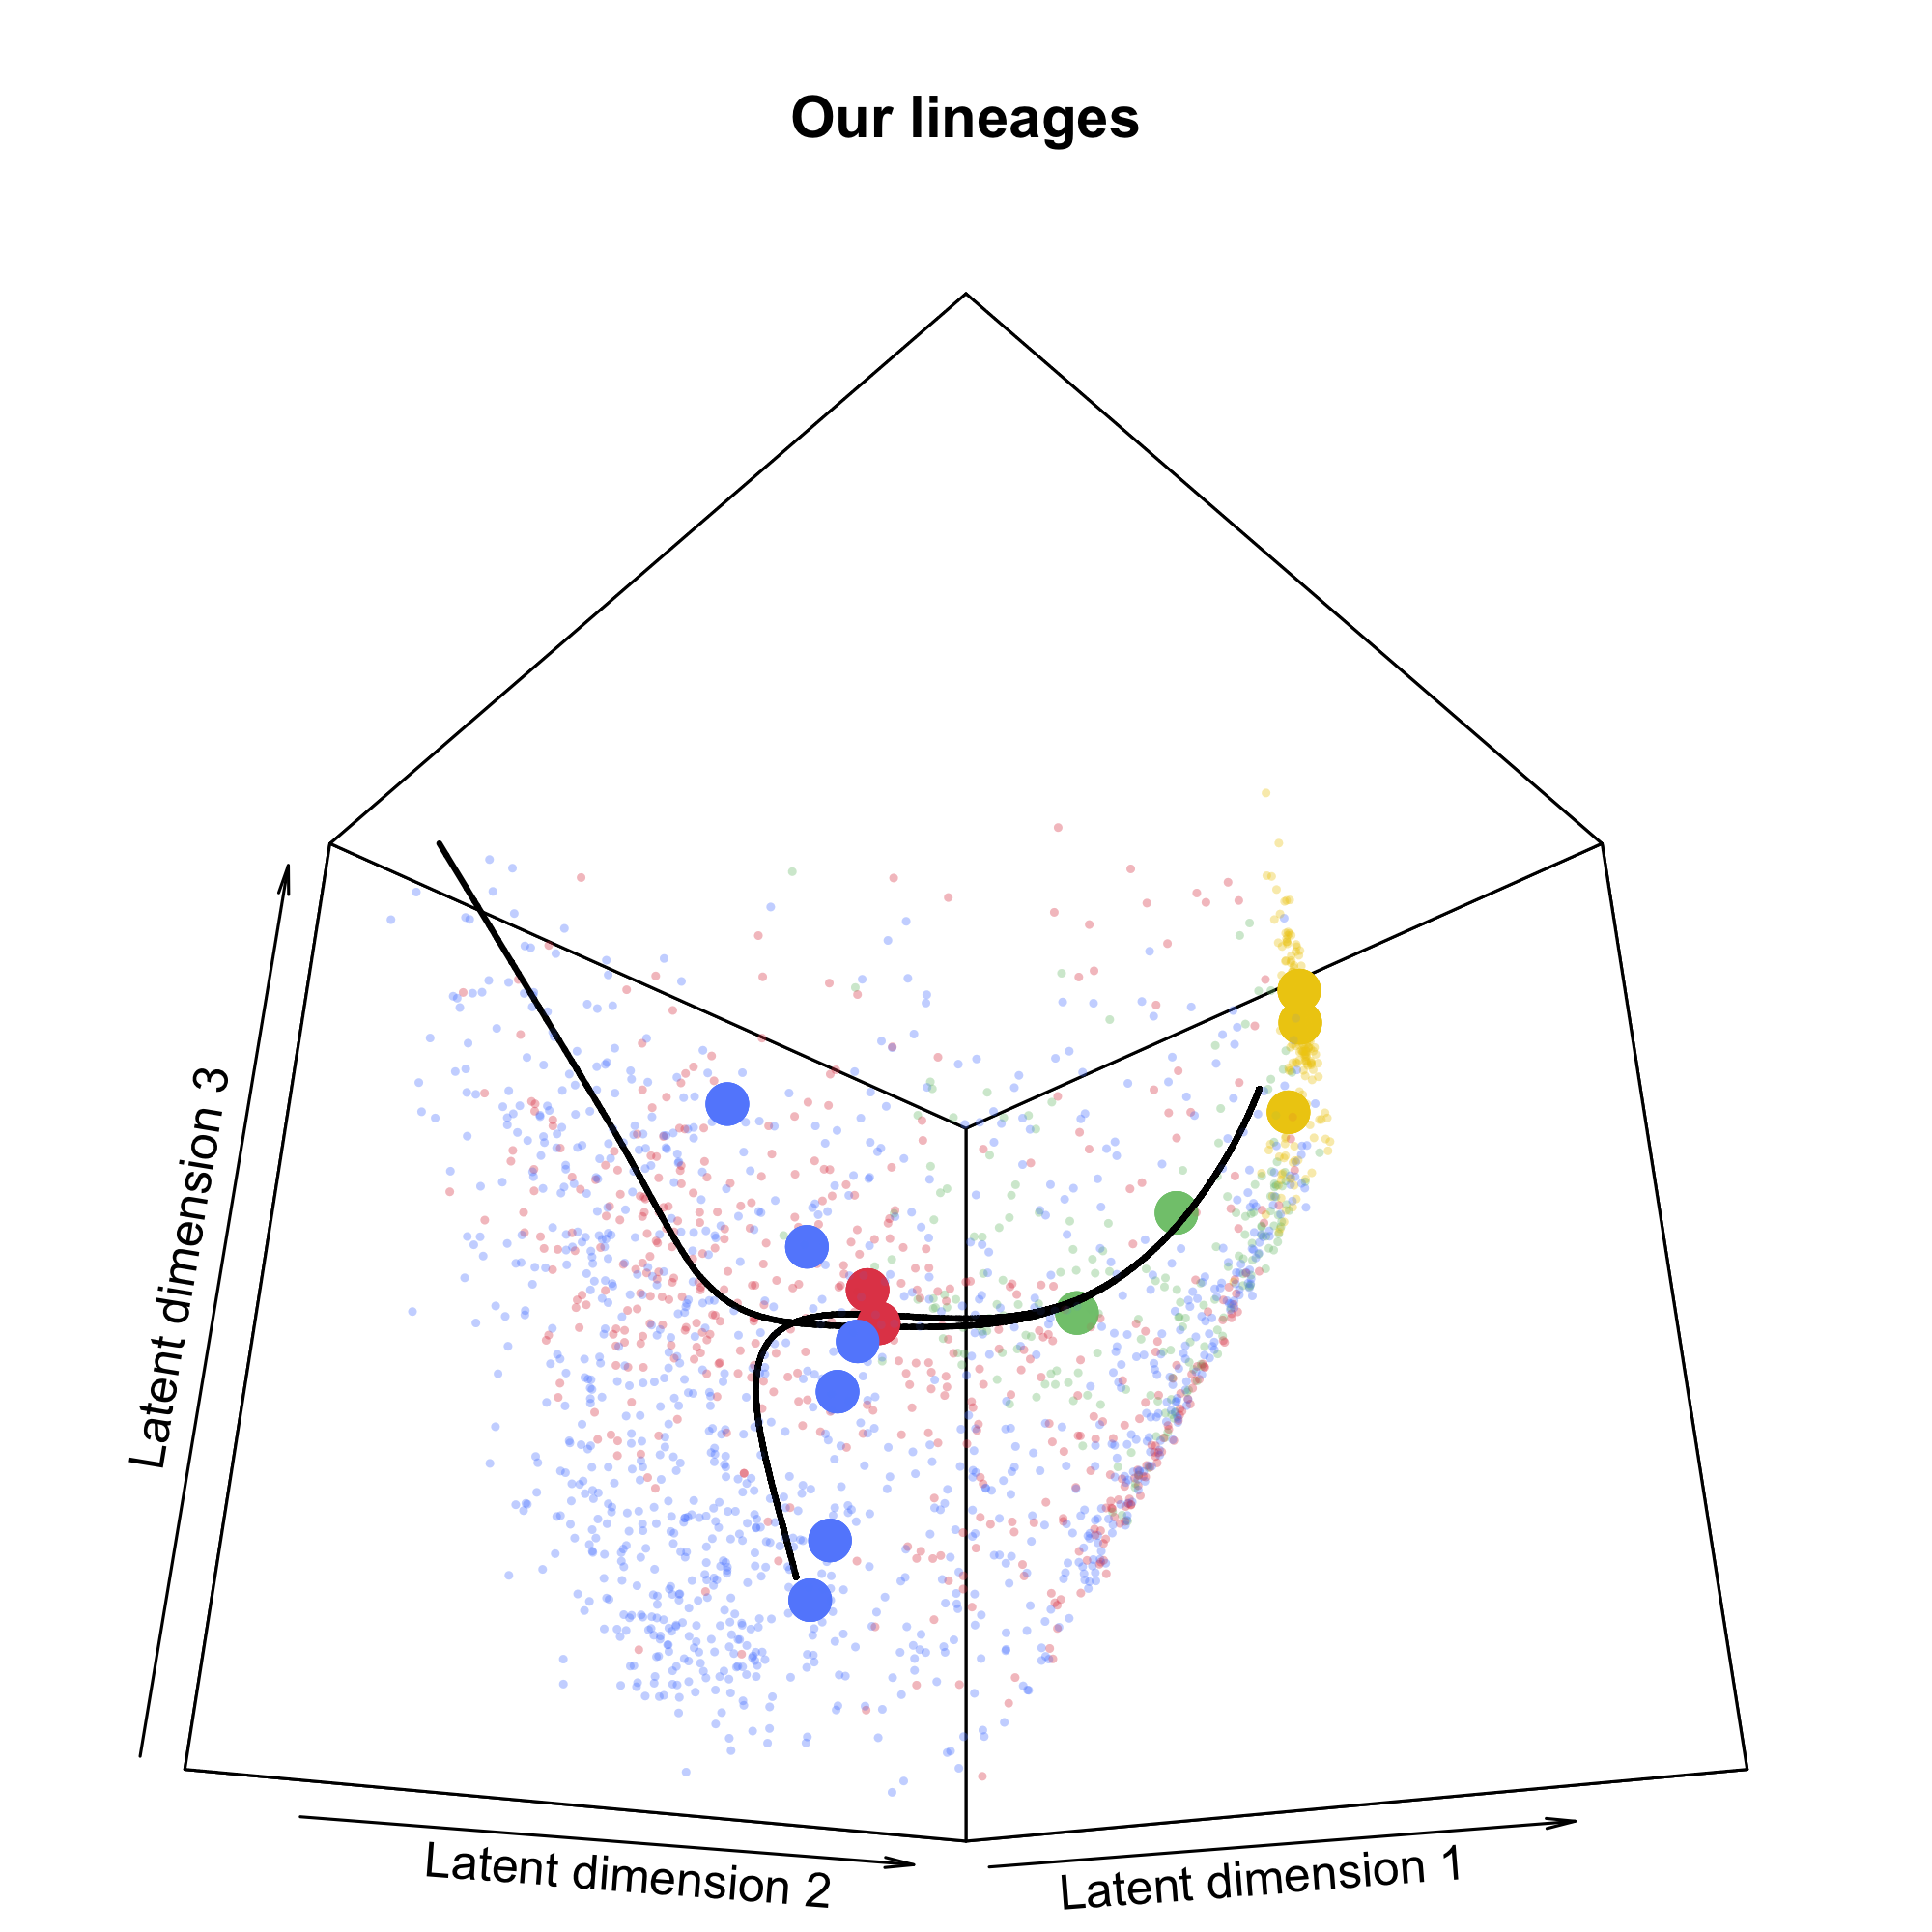 Our lineages
Latent dimension 3
Latent dimension 2
Latent dimension 1